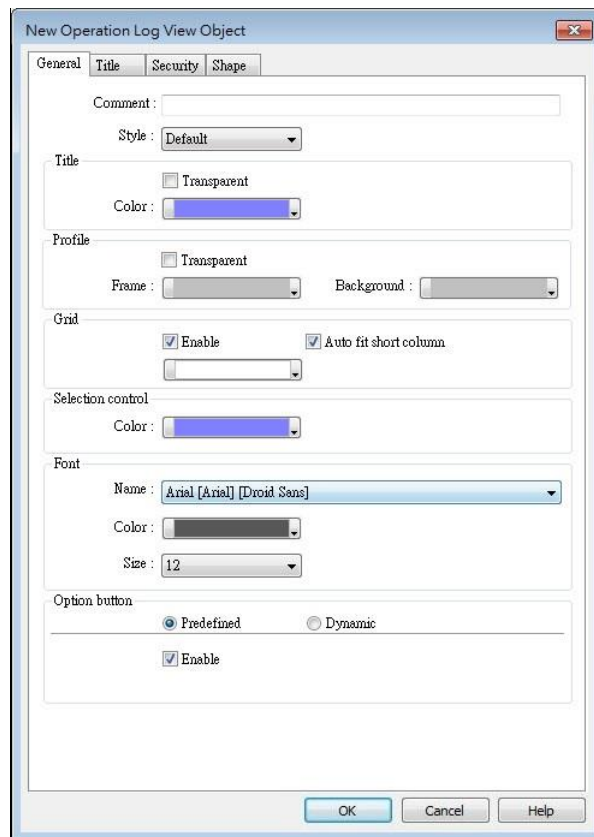 New Operation Log View Object
General Title Security Shape
Comment :
Style : Default
Title
Transparent
Color :
Profile
Transparent
Frame : Background :
Grid
Enable Auto fit short column
Selection control
Color :
Font
Name : Arial [Arial] [Droid Sans]
Color :
Size : 12
Option button
Predefined Dynamic
Enable
OK Cancel Help